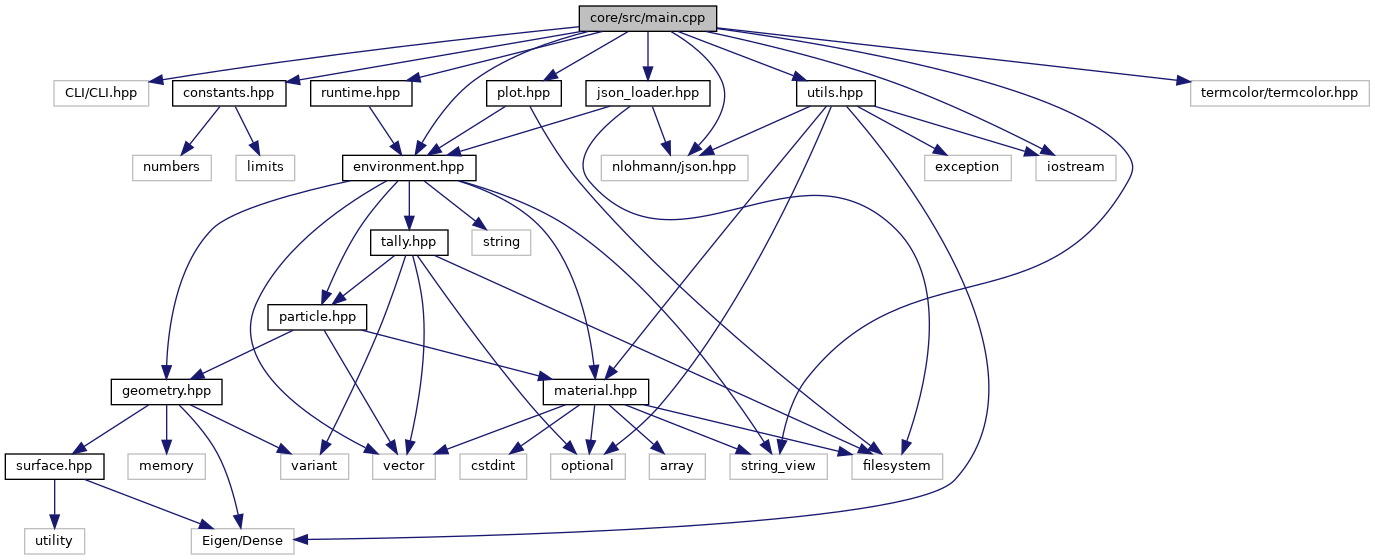 core/src/main.cpp
CLI/CLI.hpp
constants.hpp
runtime.hpp
plot.hpp
json_loader.hpp
utils.hpp
termcolor/termcolor.hpp
numbers
limits
environment.hpp
nlohmann/json.hpp
exception
iostream
tally.hpp
string
particle.hpp
geometry.hpp
material.hpp
surface.hpp
memory
variant
vector
cstdint
optional
array
string_view
filesystem
utility
Eigen/Dense